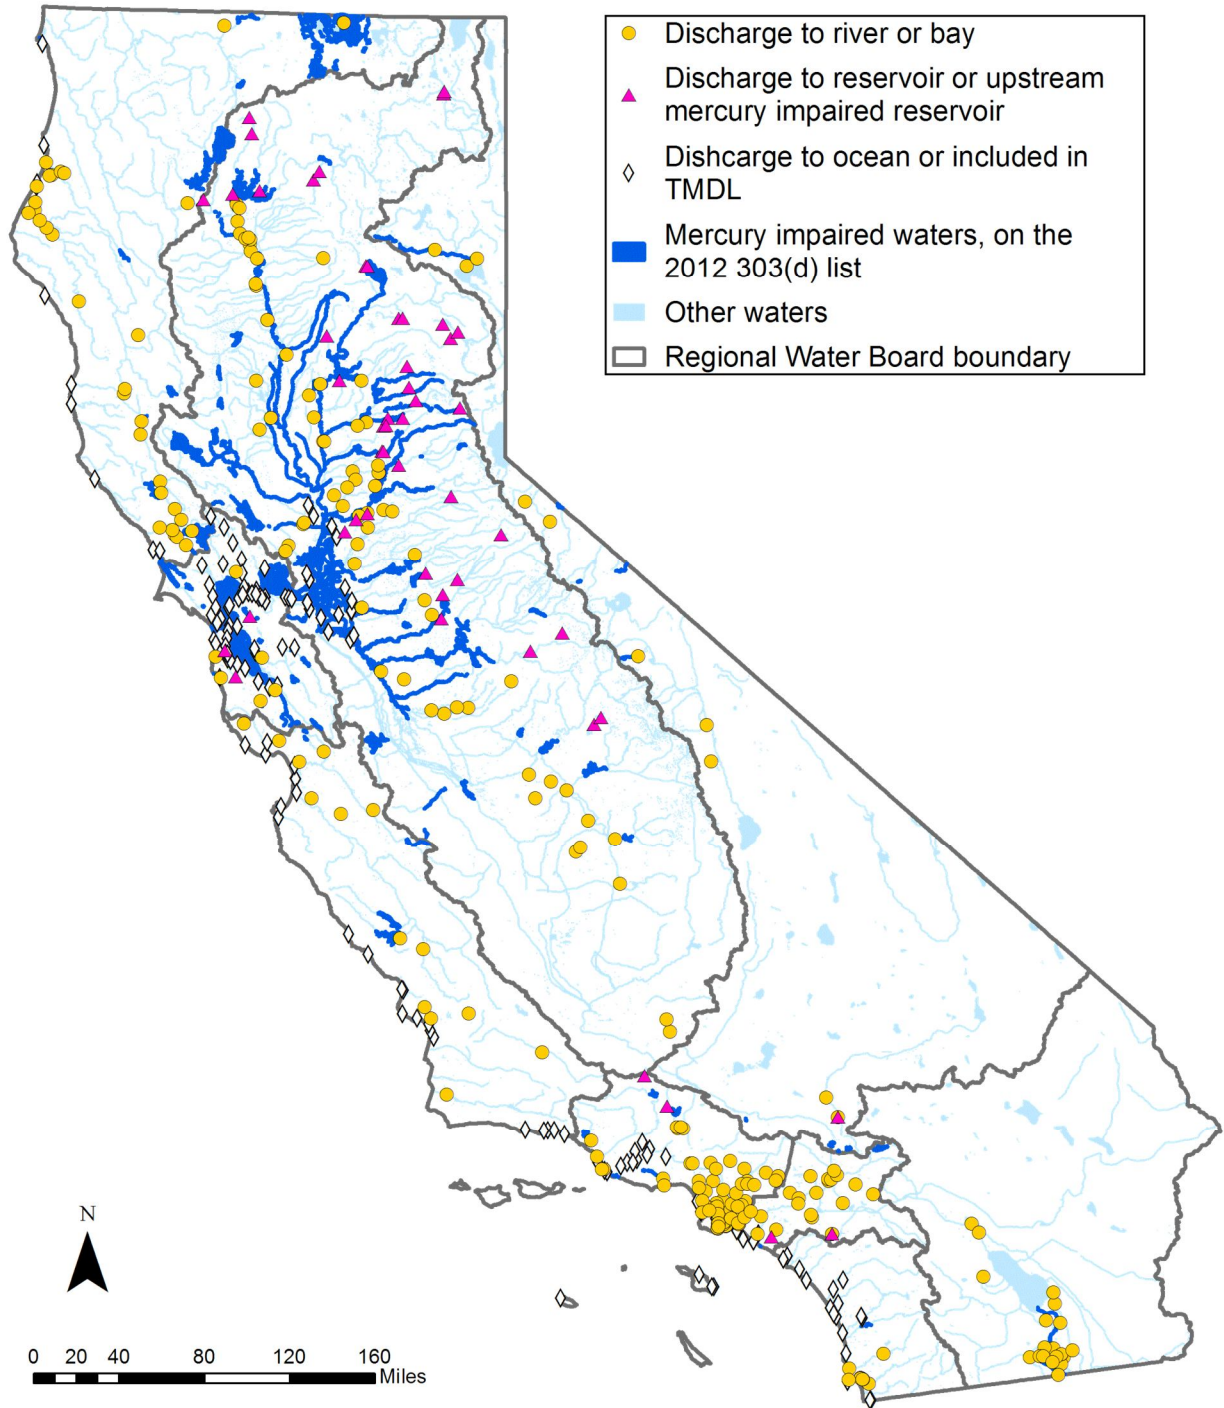 Discharge to river or bay
Discharge to reservoir or upstream
mercury impaired reservoir
Dishcarge to ocean or included in
TMDL
Mercury impaired waters, on the
2012 303(d) list
Other waters
Regional Water Board boundary
N
0 20 40 80 120 160
Miles